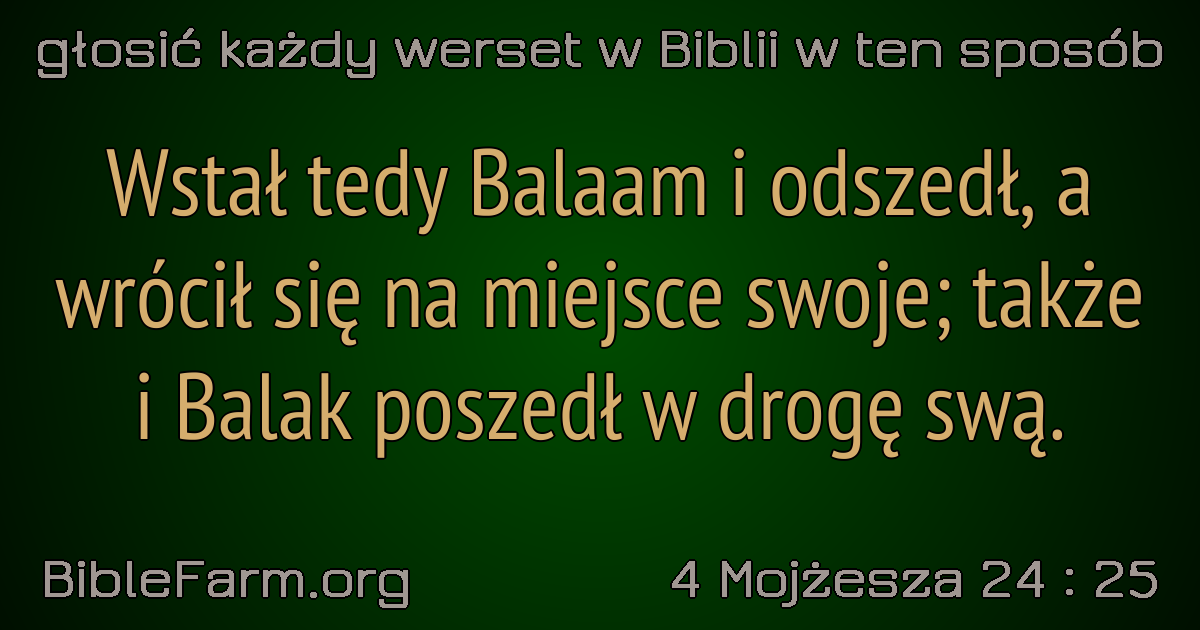 głosić każdy werset w Biblii w ten sposób
Wstał tedy Balaam i odszedł, a
wrócił się na miejsce swoje; także
i Balak poszedł w drogę swą.
BibleFarm.org
4 Mojżesza 24 : 25